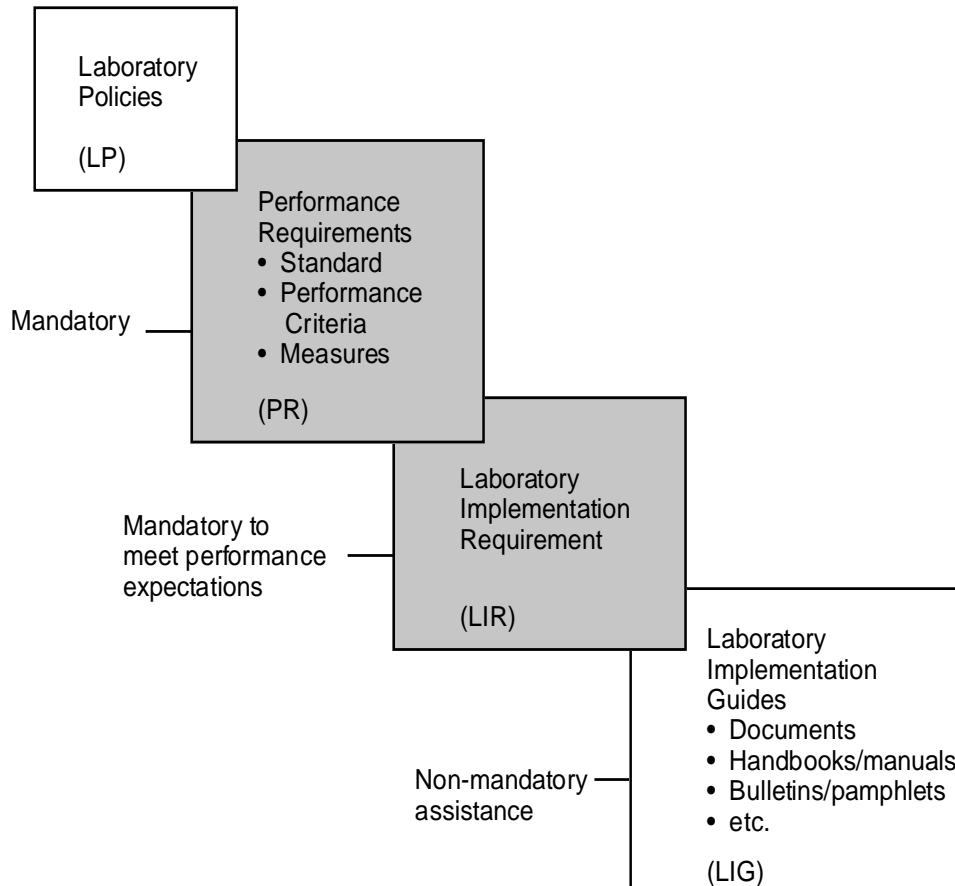 Laboratory
Policies
(LP)
Performance
Requirements
• Standard
• Performance
Criteria
• Measures
(PR)
Mandatory
Laboratory
Implementation
Requirement
(LIR)
Mandatory to
meet performance
expectations
Laboratory
Implementation
Guides
• Documents
• Handbooks/manuals
• Bulletins/pamphlets
• etc.
(LIG)
Non-mandatory
assistance